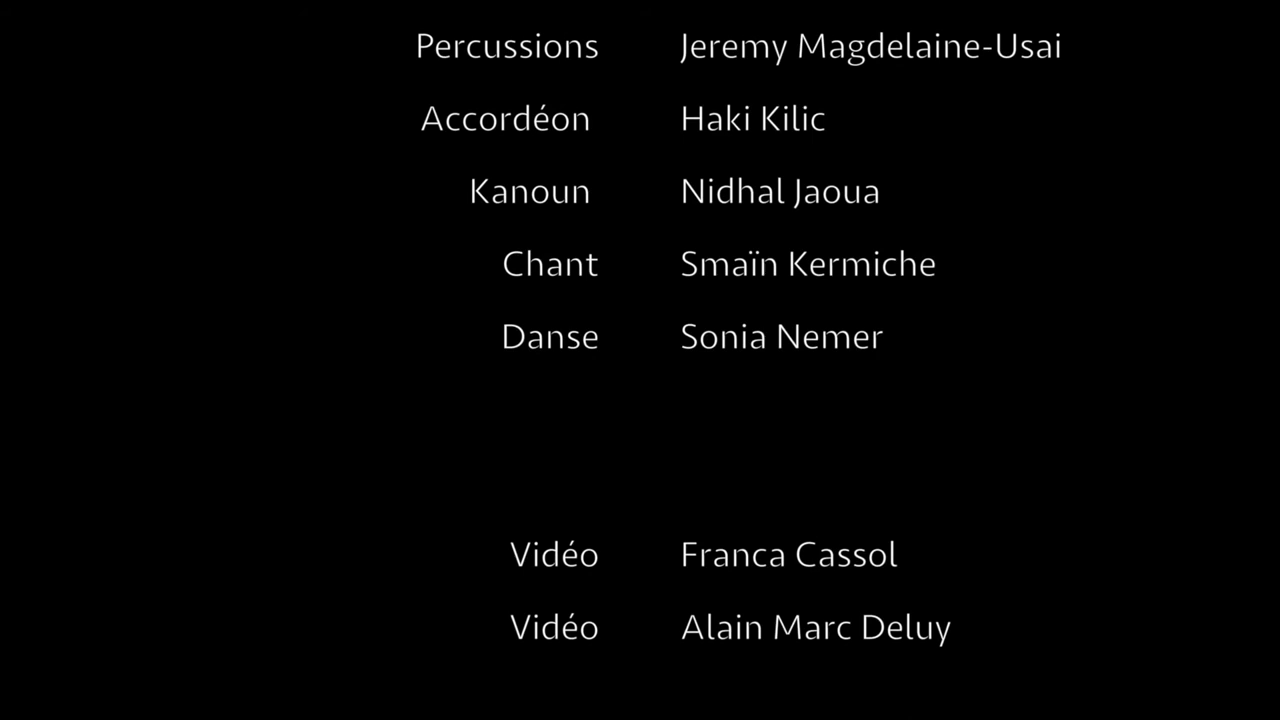 Percussions Jeremy Magdelaine-Usai
Accordéon Haki Kilic
Kanoun Nidhal Jaoua
Chant Smaïn Kermiche
Danse Sonia Nemer
Vidéo Franca Cassol
Vidéo Alain Marc Deluy